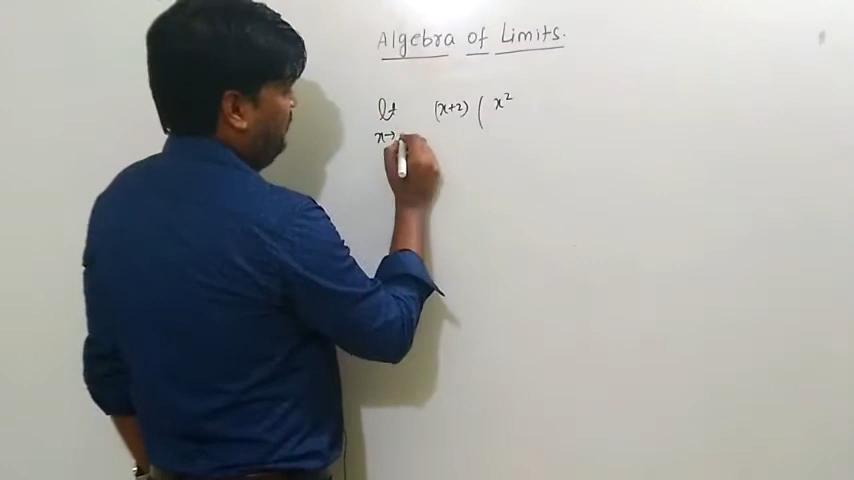 Algebra of Limits.
lt (x+2) ( x²
x→